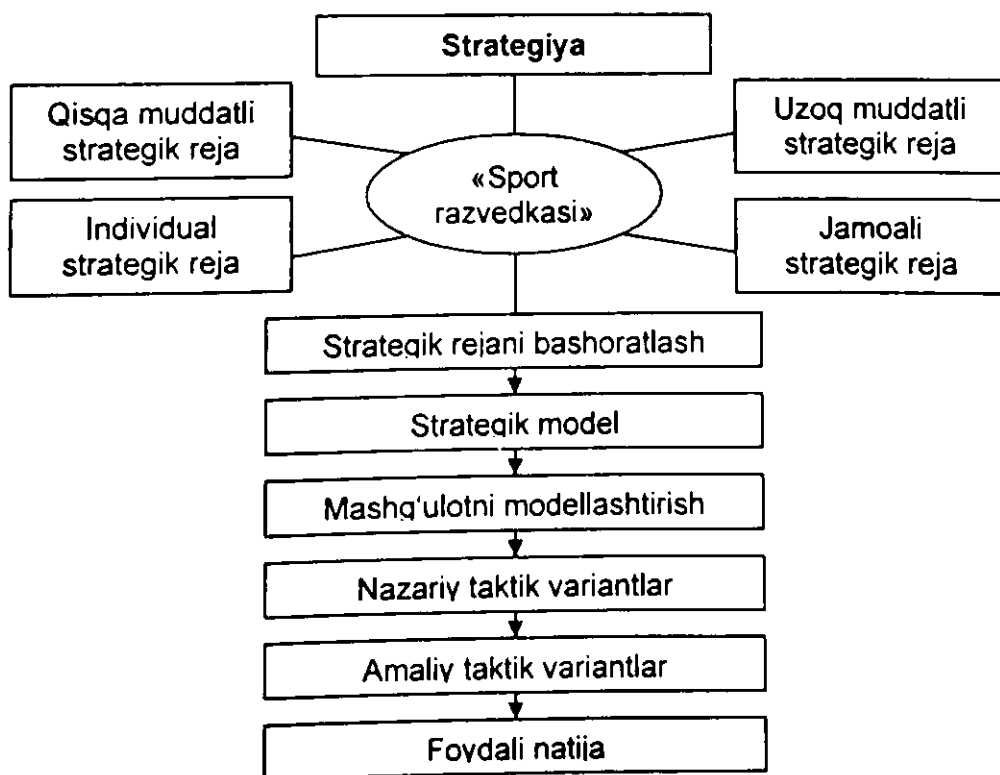 Strategiya
Qisqa muddatli
strategik reja
Uzoq muddatli
strategik reja
«Sport
razvedkasi»
Individual
strategik reja
Jamoali
strategik reja
Strategik rejani bashoratlash
Strategik model
Mashg'ulotni modellashtirish
Nazariy taktik variantlar
Amaliy taktik variantlar
Foydali natija